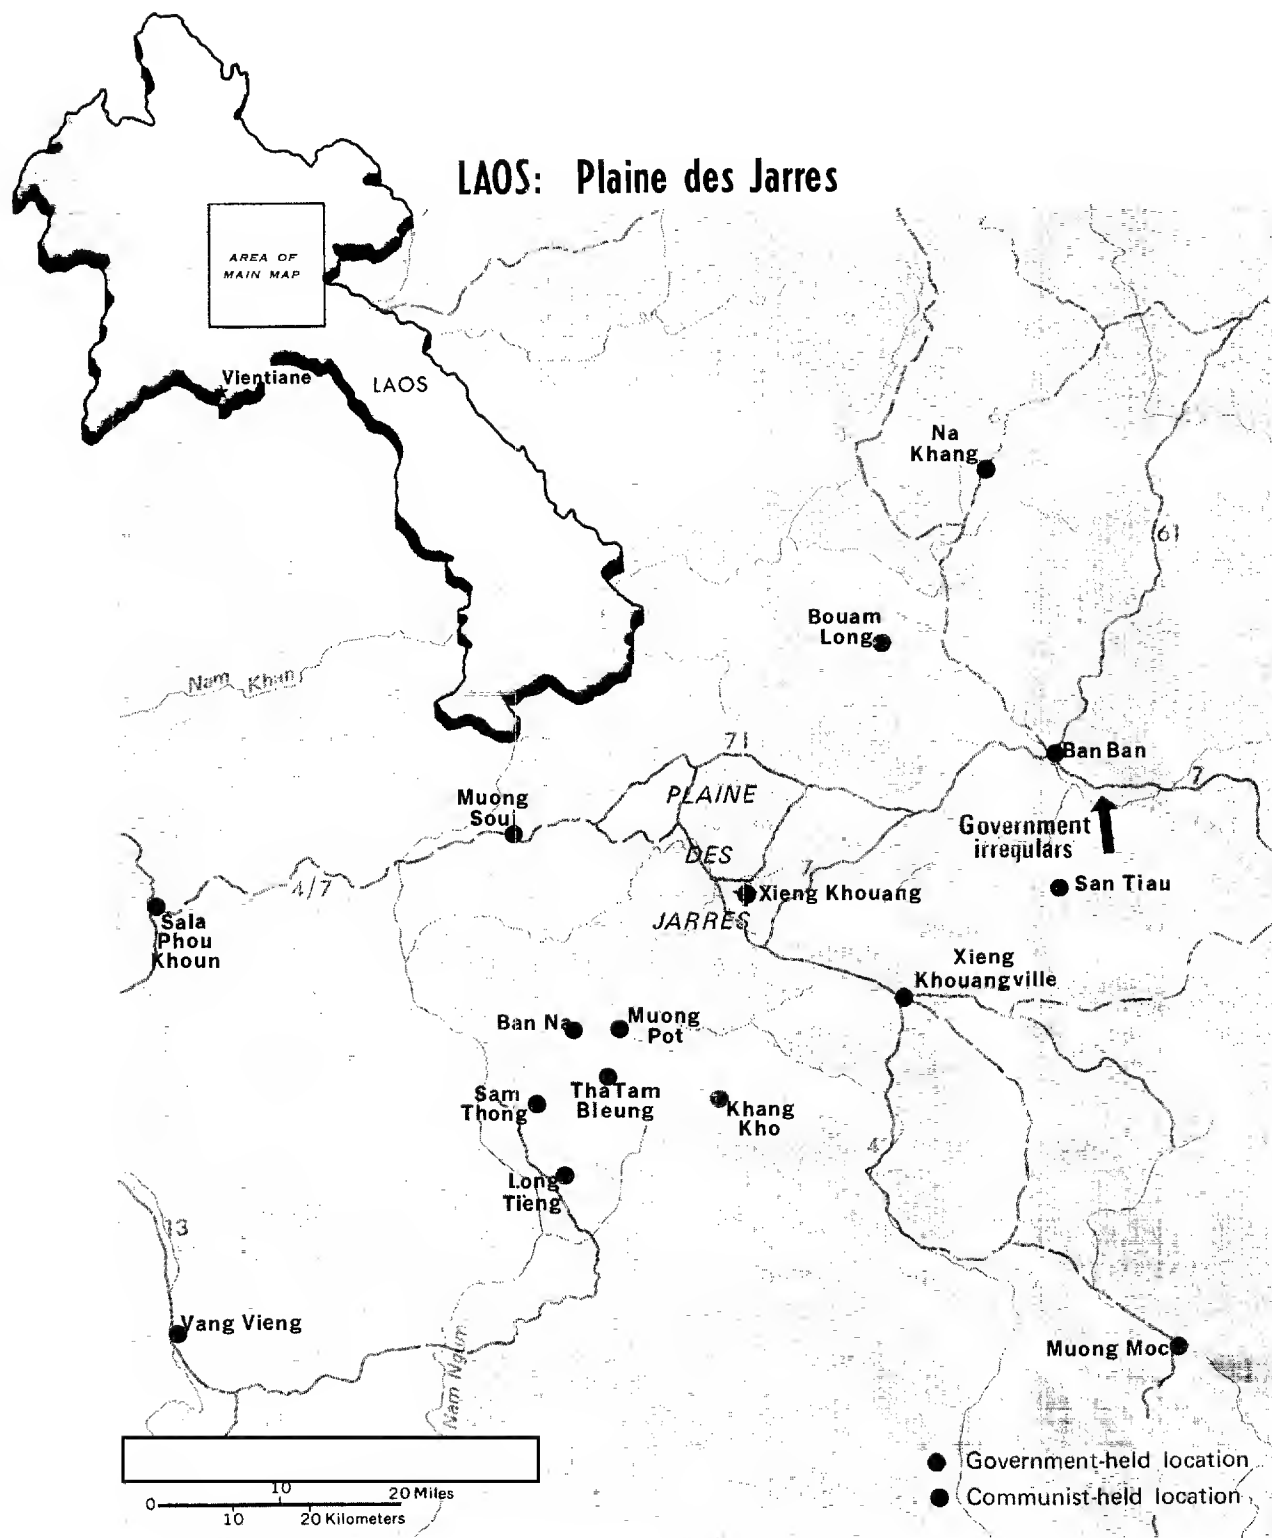 LAOS: Plaine des Jarres
AREA OF
MAIN MAP
Vientiane
LAOS
Na
Khang
6
61
Bouam
Long
Nam Khan
Ban Ban
71
7
PLAINE
Muong
Soui
Government
irregulars
DES
7
San Tiau
4/7
Xieng Khouang
JARRES
Sala
Phou
Khoun
Xieng
Khouangville
Ban Na
Muong
Pot
Tha Tam
Bleung
Sam
Thong
Khang
Kho
4
Long
Tieng
13
Vang Vieng
Muong Moc
Nam Ngum
Government-held location
Communist-held location
10 20 Miles
0
10 20 Kilometers